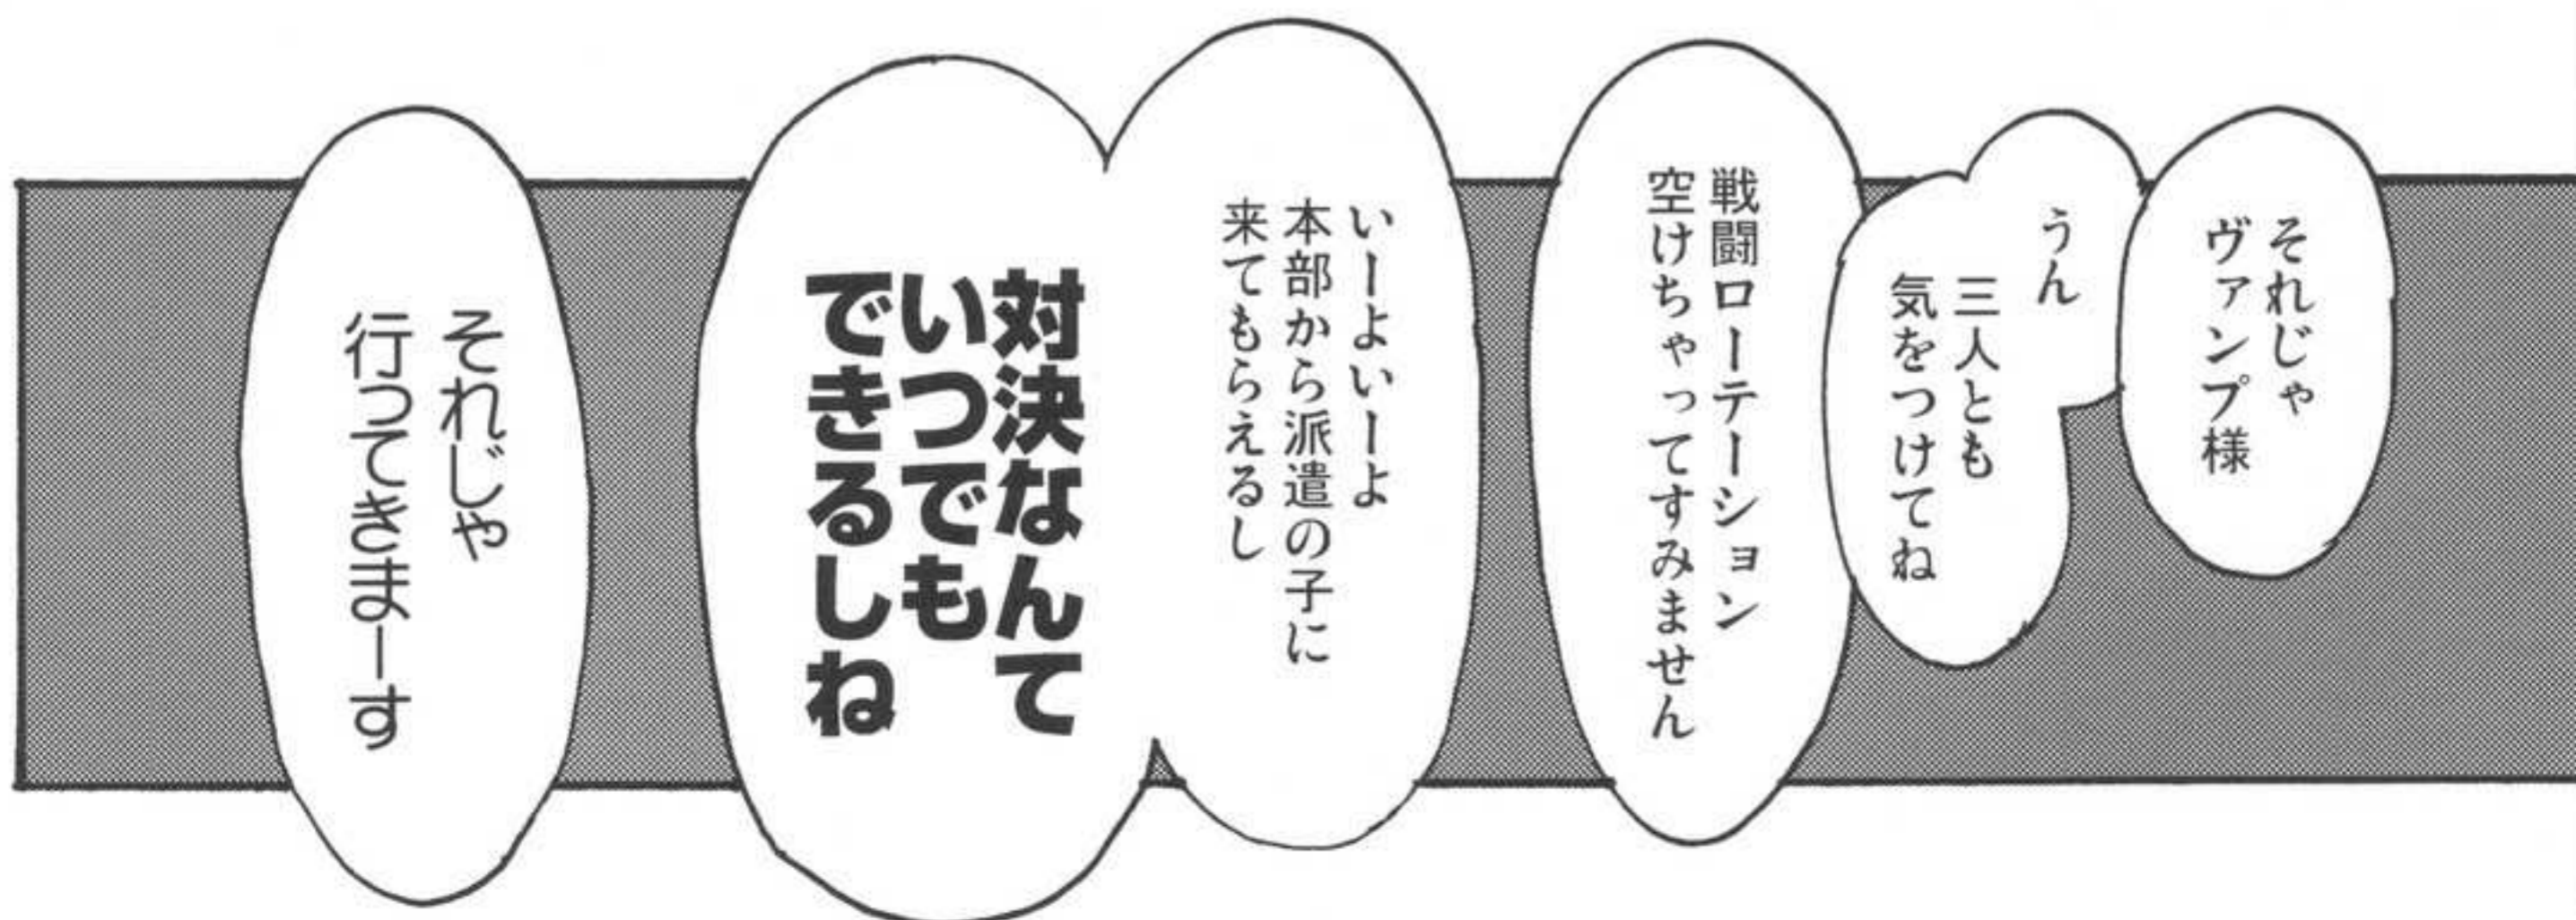 それじゃ
ヴァンプ様
うん
三人とも
気をつけてね
戦闘ローテーション
空けちゃってすみません
いーよいーよ
本部から派遣の子に
来てもらえるし
対決なんて
いつでも
できるしね
それじゃ
行ってきまーす